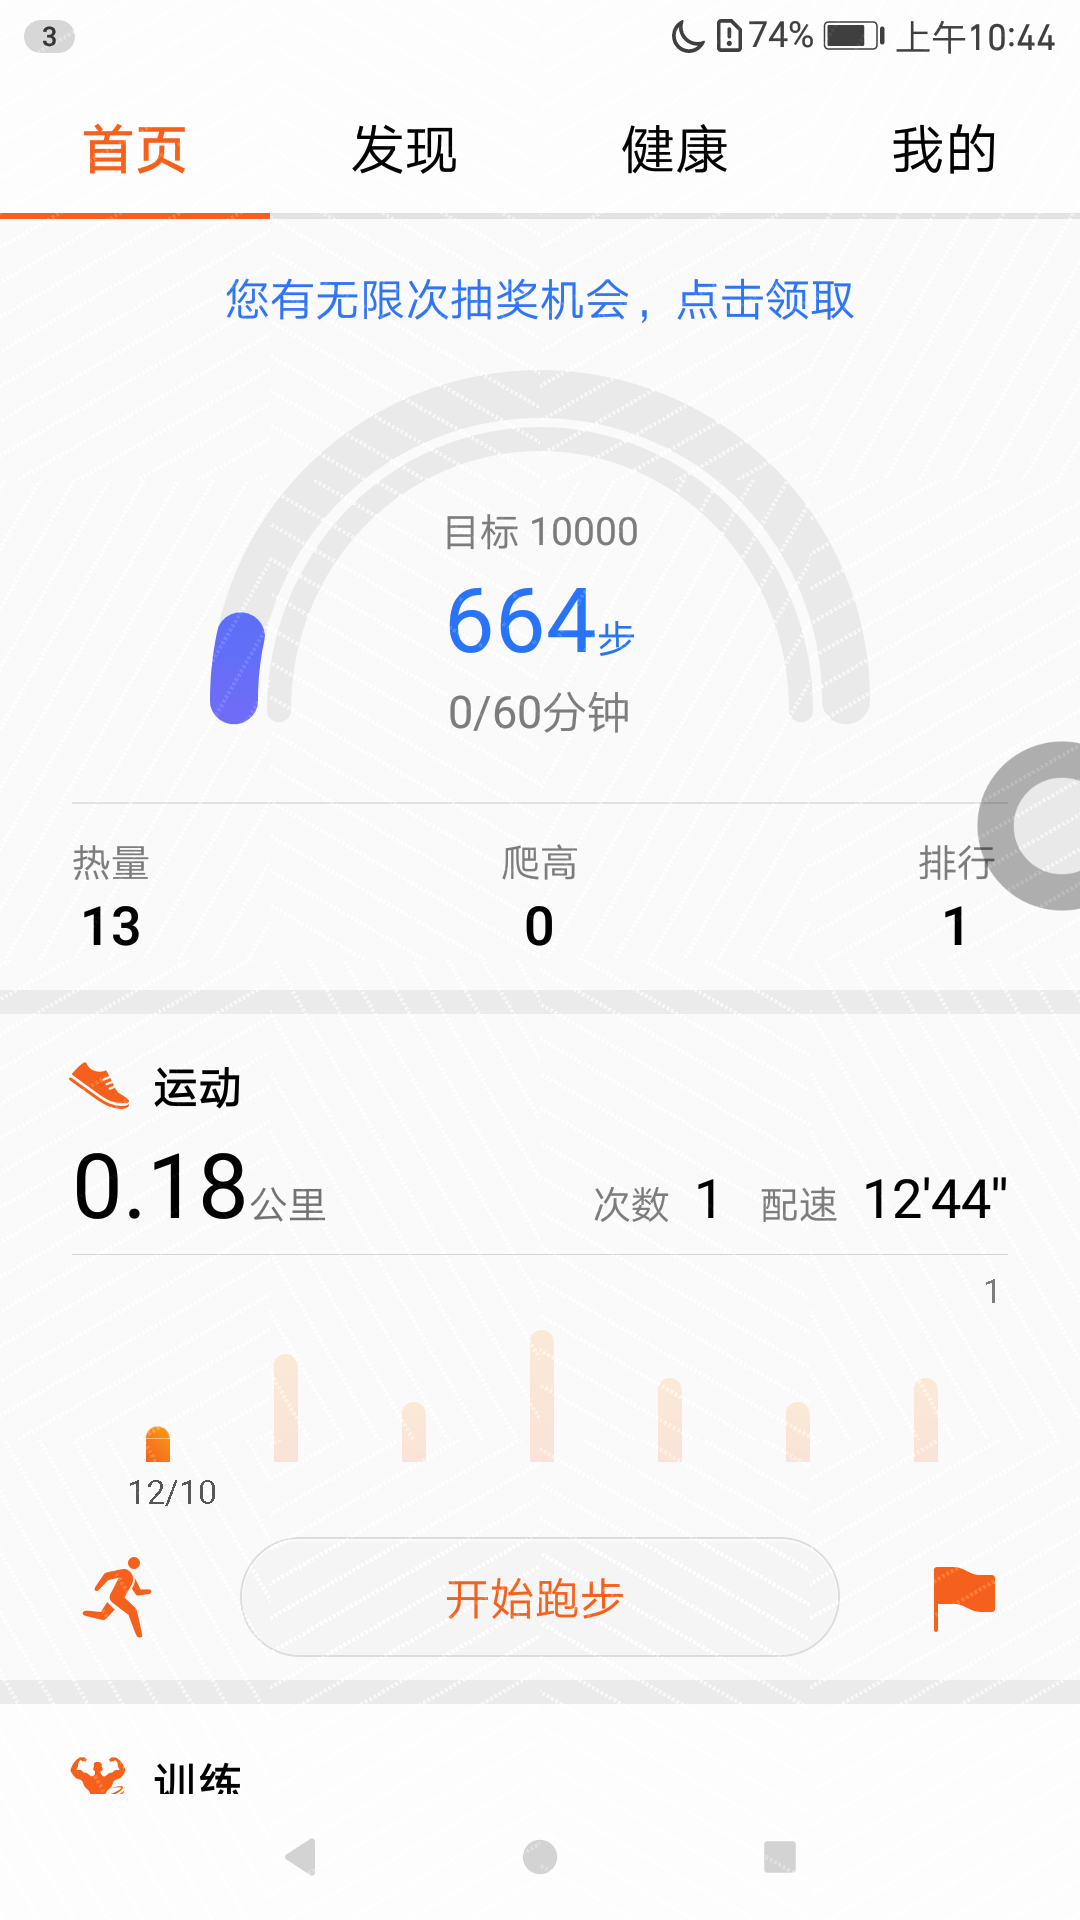 3 74% 上午10:44
首页 发现 健康 我的
您有无限次抽奖机会，点击领取
目标 10000
664步
0/60分钟
热量 爬高 排行
13 0 1
运动
0.18公里 次数 1 配速 12'44"
1
12/10
开始跑步
训练